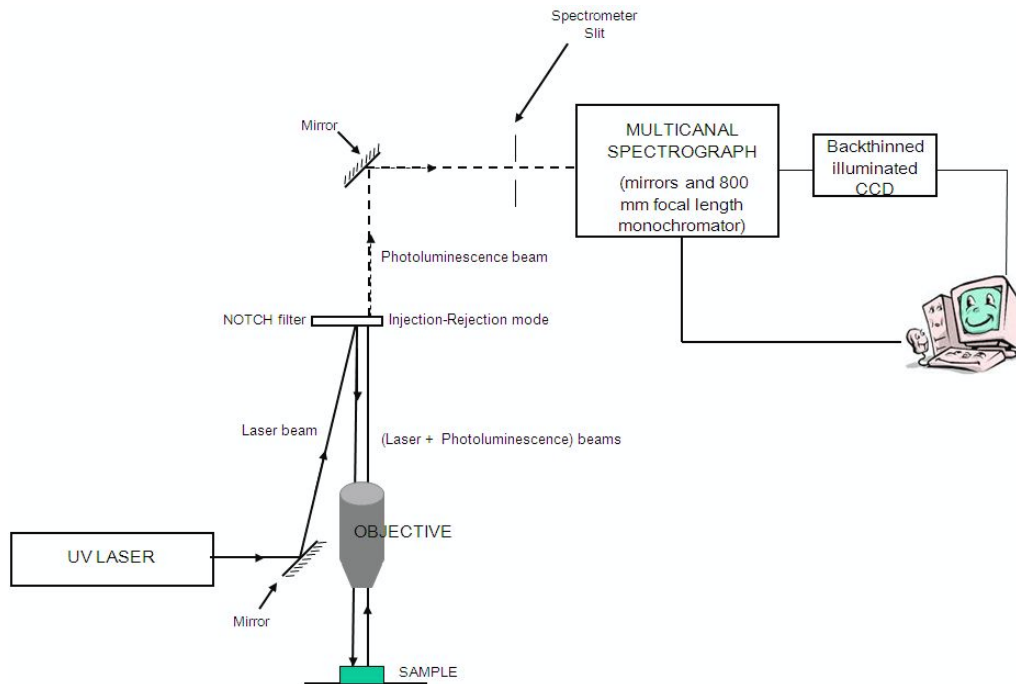 Spectrometer
Slit
Mirror
MULTICANAL
SPECTROGRAPH
(mirrors and 800
mm focal length
monochromator)
Backthinned
illuminated
CCD
Photoluminescence beam
NOTCH filter
Injection-Rejection mode
Laser beam
(Laser + Photoluminescence) beams
OBJECTIVE
UV LASER
Mirror
SAMPLE